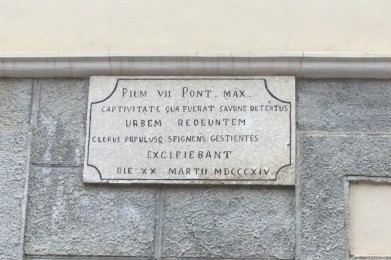 PIUM VII PONT. MAX.
CAPTIVITATE QUA FUERAT SAVONE DETENTUS
URBEM REDEUNTEM
CLERUS POPULUSQ SPIGNENS GESTIENTES
EXCIPIEBANT
DIE XX MARTII MDCCCXIV.